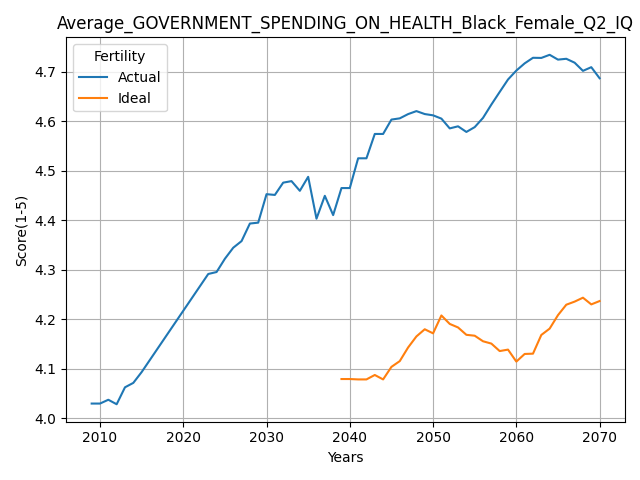 Average_GOVERNMENT_SPENDING_ON_HEALTH_Black_Female_Q2_IQ
Fertility
Actual
Ideal
4.7
4.6
4.5
4.4
4.3
4.2
4.1
4.0
Score(1-5)
2010 2020 2030 2040 2050 2060 2070
Years